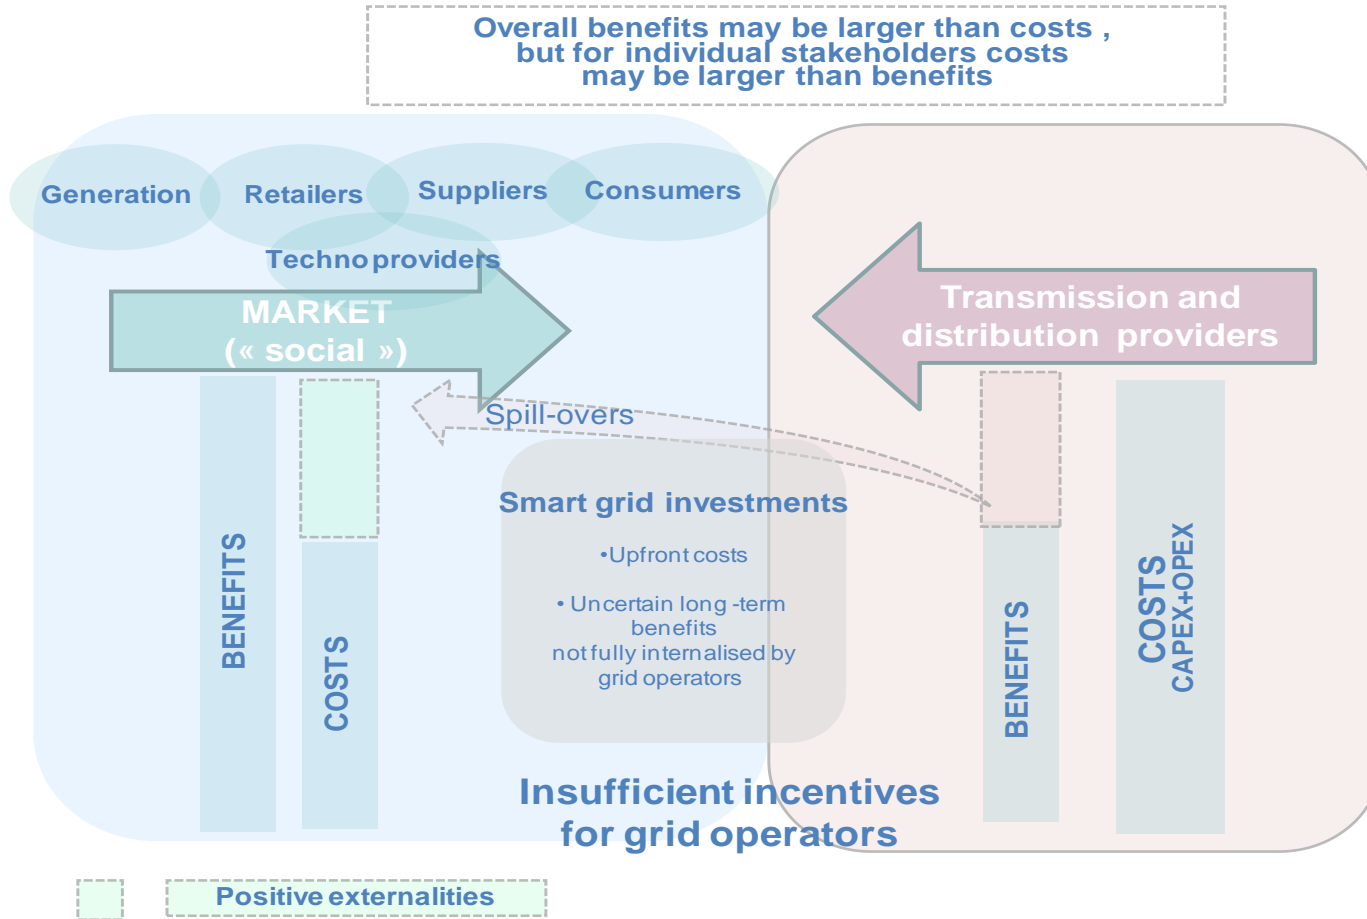 Overall benefits may be larger than costs ,
but for individual stakeholders costs
may be larger than benefits
Generation
Retailers
Suppliers
Consumers
Techno providers
MARKET
(« social »)
Transmission and
distribution providers
Spill-overs
Smart grid investments
•Upfront costs
• Uncertain long -term
benefits
not fully internalised by
grid operators
BENEFITS
COSTS
BENEFITS
COSTS
CAPEX+OPEX
Insufficient incentives
for grid operators
Positive externalities